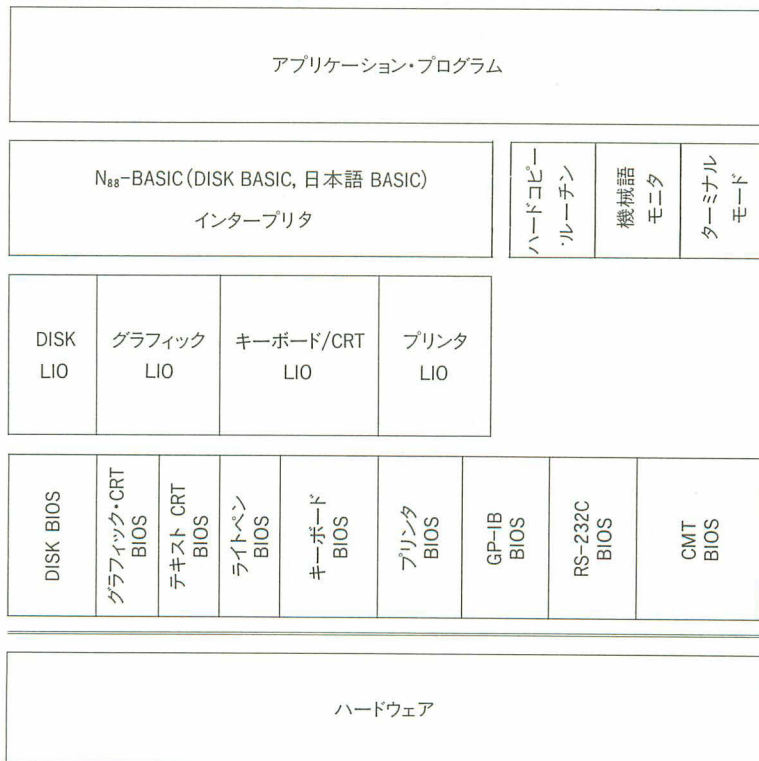 アプリケーション・プログラム
N₈₈-BASIC(DISK BASIC, 日本語 BASIC)
インタープリタ
ハードコピー
・ルーチン
機械語
モニタ
ターミナル
モード
DISK
LIO
グラフィック
LIO
キーボード/CRT
LIO
プリンタ
LIO
DISK BIOS
グラフィック・CRT
BIOS
テキスト CRT
BIOS
ライトペン
BIOS
キーボード
BIOS
プリンタ
BIOS
GP-IB
BIOS
RS-232C
BIOS
CMT
BIOS
ハードウェア